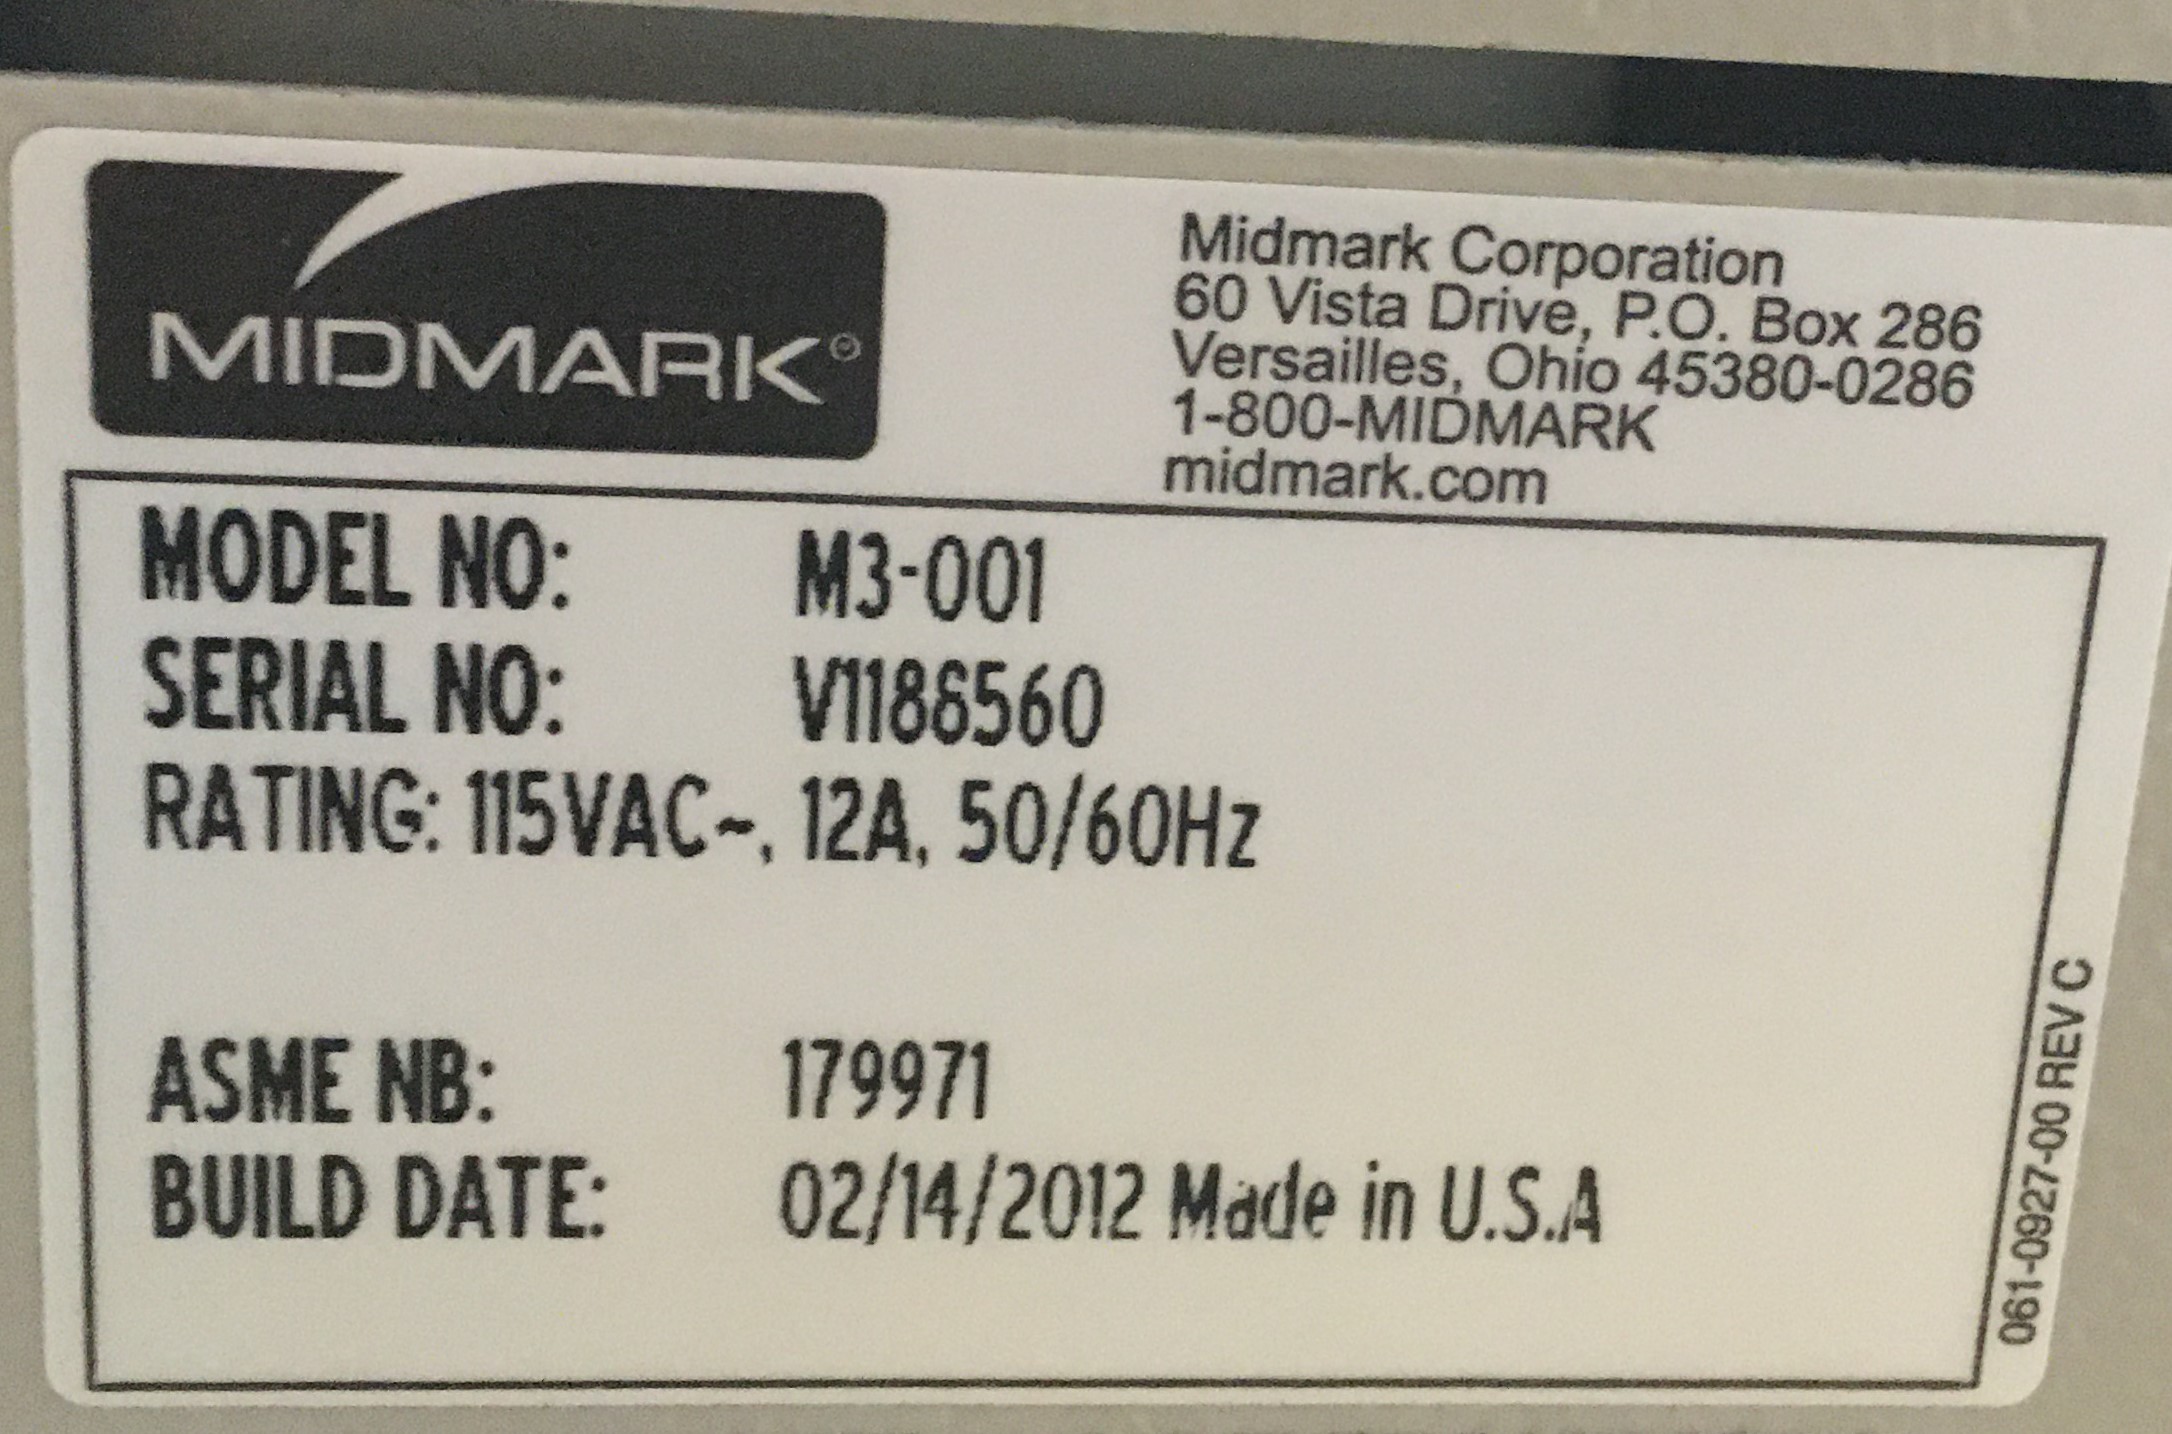 MIDMARK®
Midmark Corporation
60 Vista Drive, P.O. Box 286
Versailles, Ohio 45380-0286
1-800-MIDMARK
midmark.com
MODEL NO: M3-001
SERIAL NO: V1186560
RATING: 115VAC~, 12A, 50/60Hz
ASME NB: 179971
BUILD DATE: 02/14/2012 Made in U.S.A
061-0927-00 REV C